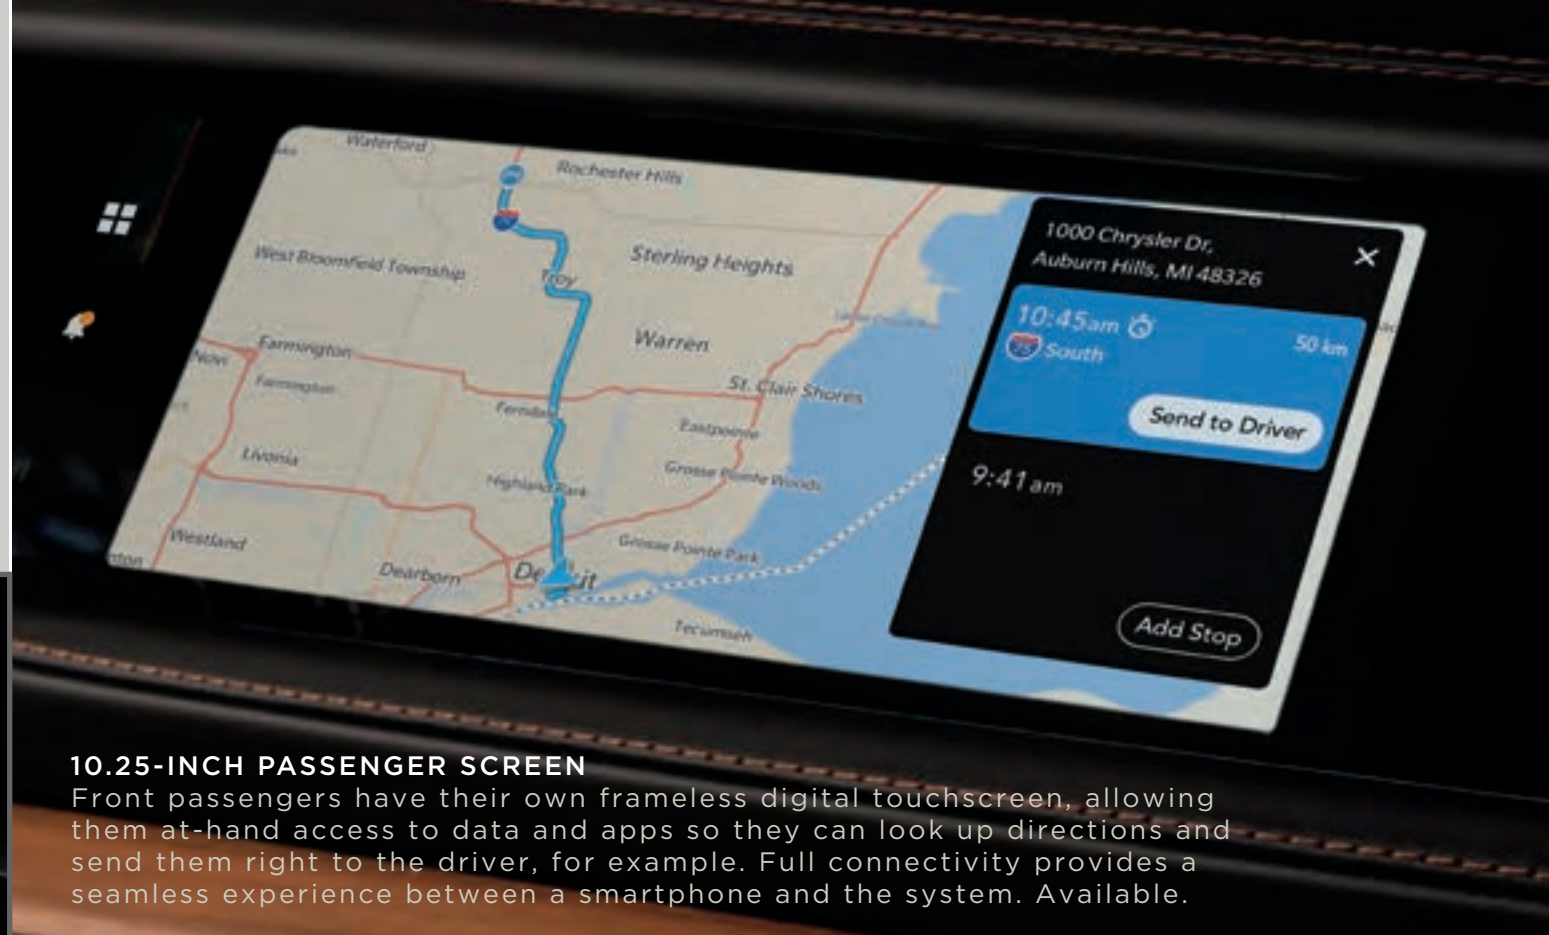 Waterford
Rochester Hills
West Bloomfield Township
Troy
Sterling Heights
Warren
Novi
Farmington
Farmington
St. Clair Shores
Eastpointe
Livonia
Highland Park
Grosse Pointe Woods
Westland
Grosse Pointe Park
Dearborn
Tecumseh
1000 Chrysler Dr,
Auburn Hills, MI 48326
10:45am
50 km
75 South
Send to Driver
9:41am
Add Stop
10.25-INCH PASSENGER SCREEN
Front passengers have their own frameless digital touchscreen, allowing
them at-hand access to data and apps so they can look up directions and
send them right to the driver, for example. Full connectivity provides a
seamless experience between a smartphone and the system. Available.